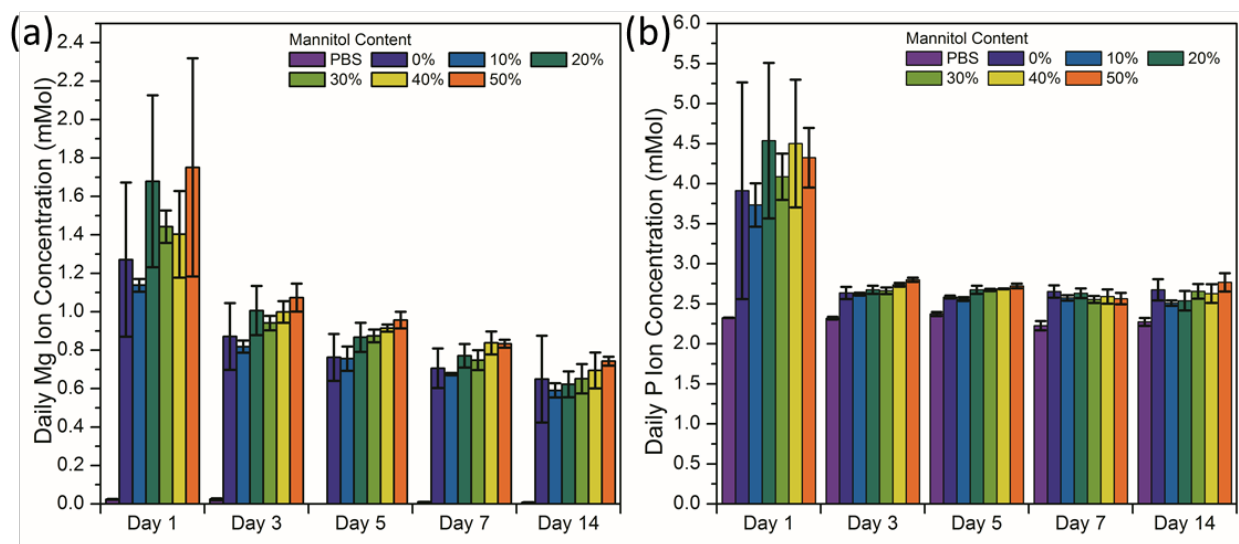 (a)
Daily Mg Ion Concentration (mMol)
2.4
2.2
2.0
1.8
1.6
1.4
1.2
1.0
0.8
0.6
0.4
0.2
0.0
Mannitol Content
PBS 0% 10% 20%
30% 40% 50%
Day 1 Day 3 Day 5 Day 7 Day 14
(b)
Daily P Ion Concentration (mMol)
6.0
5.5
5.0
4.5
4.0
3.5
3.0
2.5
2.0
1.5
1.0
0.5
0.0
Mannitol Content
PBS 0% 10% 20%
30% 40% 50%
Day 1 Day 3 Day 5 Day 7 Day 14